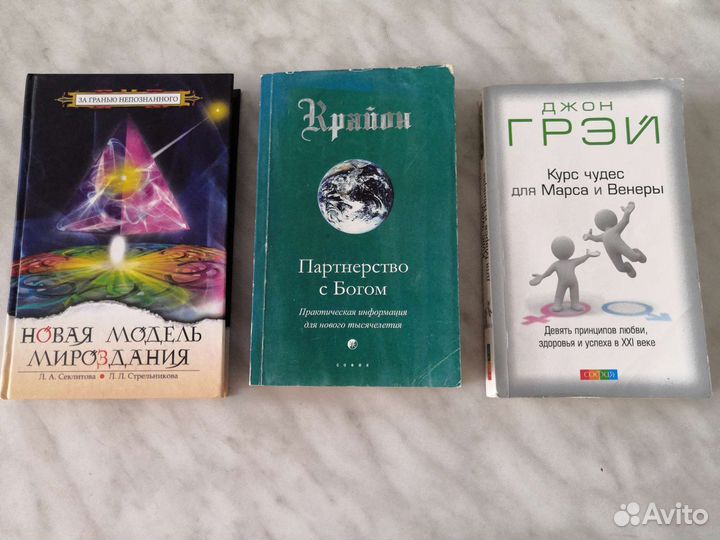 ЗА ГРАНЬЮ НЕПОЗНАННОГО
НОВАЯ МОДЕЛЬ
МИРОЗДАНИЯ
Л. А. Секлитова • Л. Л. Стрельникова
Крайон
Партнерство
с Богом
Практическая информация
для нового тысячелетия
СОФИЯ
ДЖОН
ГРЭЙ
Курс чудес
для Марса и Венеры
Девять принципов любви,
здоровья и успеха в XXI веке
СОФИЯ
Avito